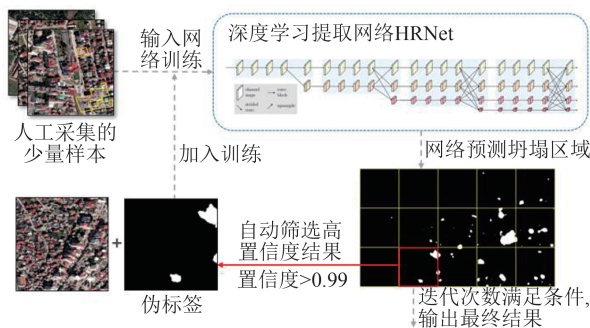 输入网
络训练
深度学习提取网络HRNet
人工采集的
少量样本
加入训练
网络预测坍塌区域
自动筛选高
置信度结果
置信度>0.99
+
伪标签
迭代次数满足条件,
输出最终结果